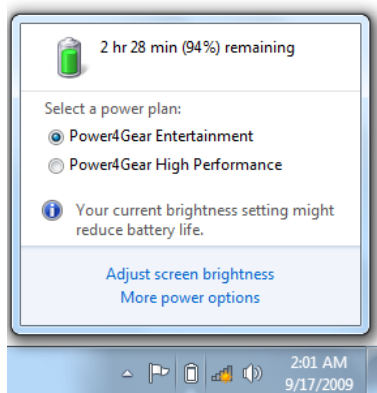 2 hr 28 min (94%) remaining
Select a power plan:
Power4Gear Entertainment
Power4Gear High Performance
Your current brightness setting might
reduce battery life.
Adjust screen brightness
More power options
2:01 AM
9/17/2009